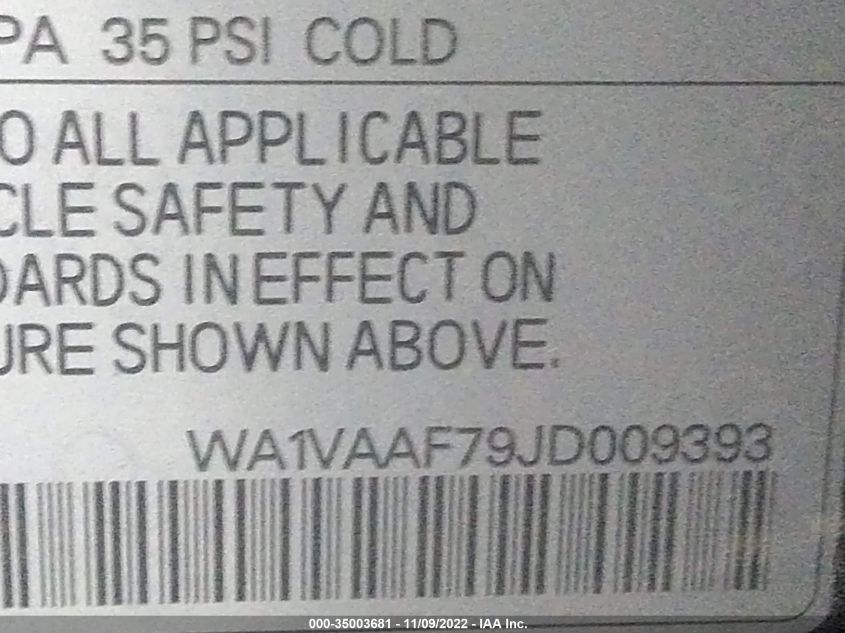 PA 35 PSI COLD
O ALL APPLICABLE
CLE SAFETY AND
DARDS IN EFFECT ON
URE SHOWN ABOVE.
WA1VAAF79JD009393
000-35003681 - 11/09/2022 - IAA Inc.